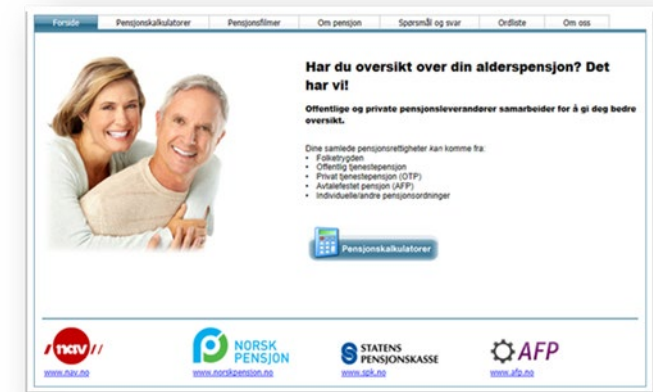 Forside Pensjonskalkulatorer Pensjonsfilmer Om pensjon Spørsmål og svar Ordliste Om oss
Har du oversikt over din alderspensjon? Det
har vi!
Offentlige og private pensjonsleverandører samarbeider for å gi deg bedre
oversikt.
Dine samlede pensjonsrettigheter kan komme fra:
• Folketrygden
• Offentlig tjenestepensjon
• Privat tjenestepensjon (OTP)
• Avtalefestet pensjon (AFP)
• Individuelle/andre pensjonsordninger
Pensjonskalkulatorer
nav
www.nav.no
NORSK
PENSJON
www.norskpensjon.no
STATENS
PENSJONSKASSE
www.spk.no
AFP
www.afp.no